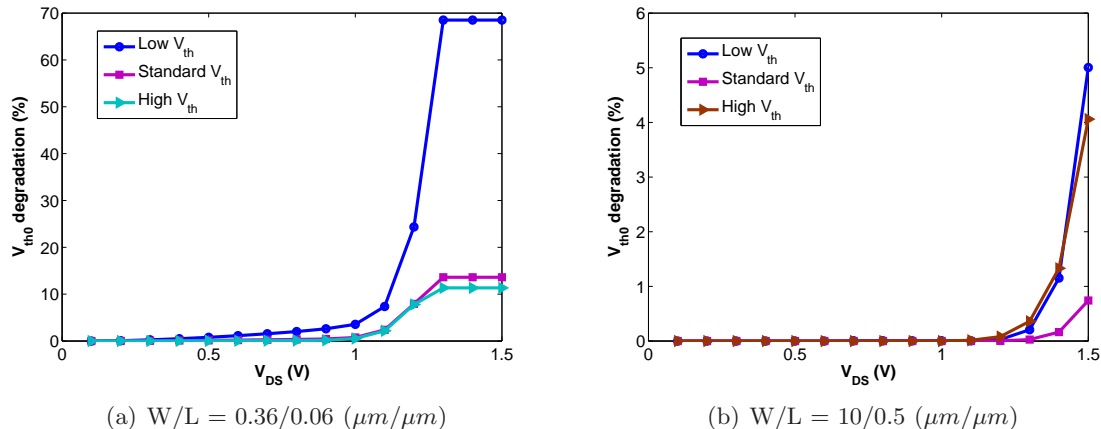 70
60
50
40
30
20
10
0
0
0.5
1
1.5
V_th0 degradation (%)
V_DS (V)
Low V_th
Standard V_th
High V_th
(a) W/L = 0.36/0.06 (μm/μm)
6
5
4
3
2
1
0
0
0.5
1
1.5
V_th0 degradation (%)
V_DS (V)
Low V_th
Standard V_th
High V_th
(b) W/L = 10/0.5 (μm/μm)